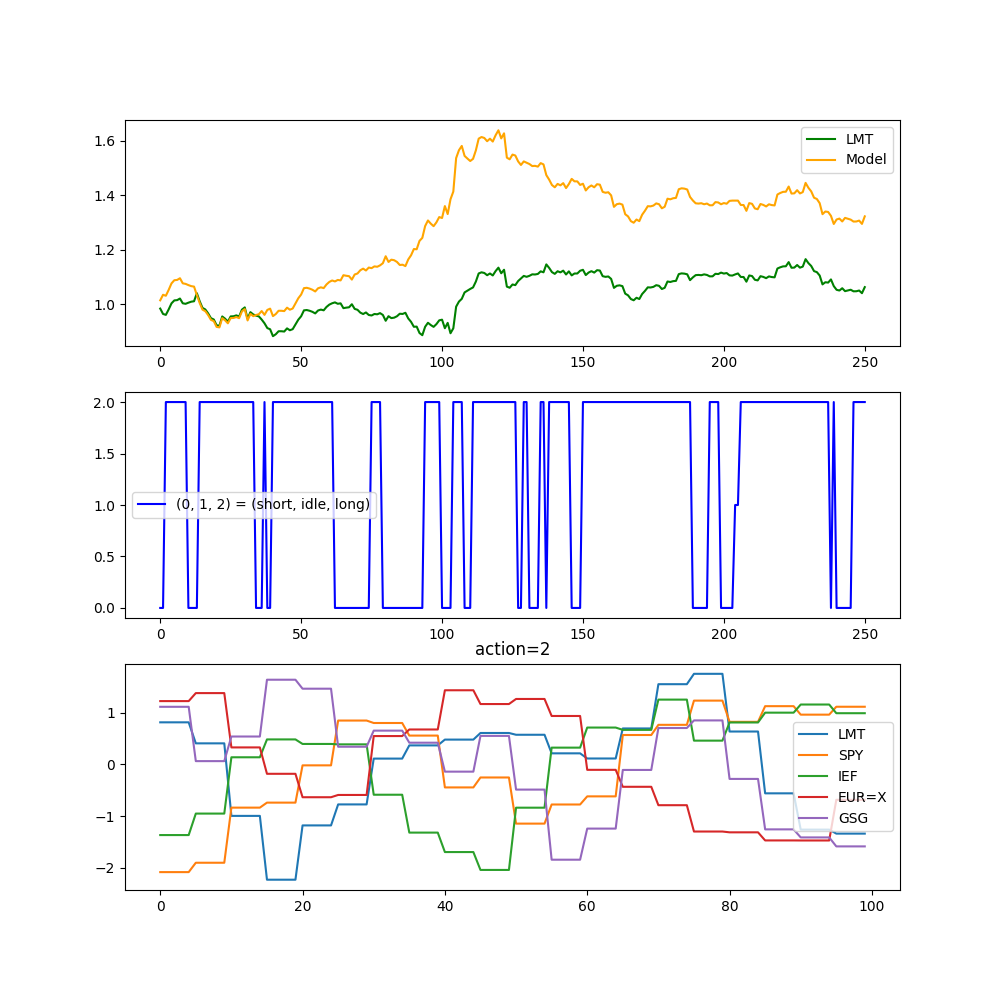 1.6
1.4
1.2
1.0
LMT
Model
0 50 100 150 200 250
2.0
1.5
1.0
0.5
0.0
(0, 1, 2) = (short, idle, long)
0 50 100 150 200 250
action=2
1
0
−1
−2
LMT
SPY
IEF
EUR=X
GSG
0 20 40 60 80 100